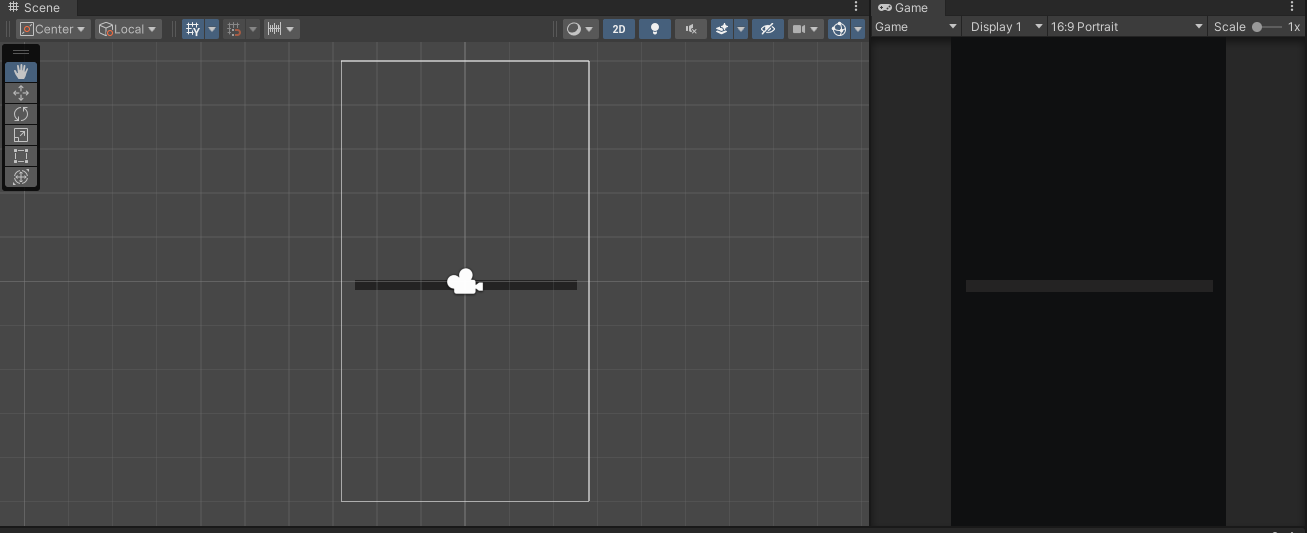 Scene
Center
Local
2D
Game
Game
Display 1
16:9 Portrait
Scale
1x